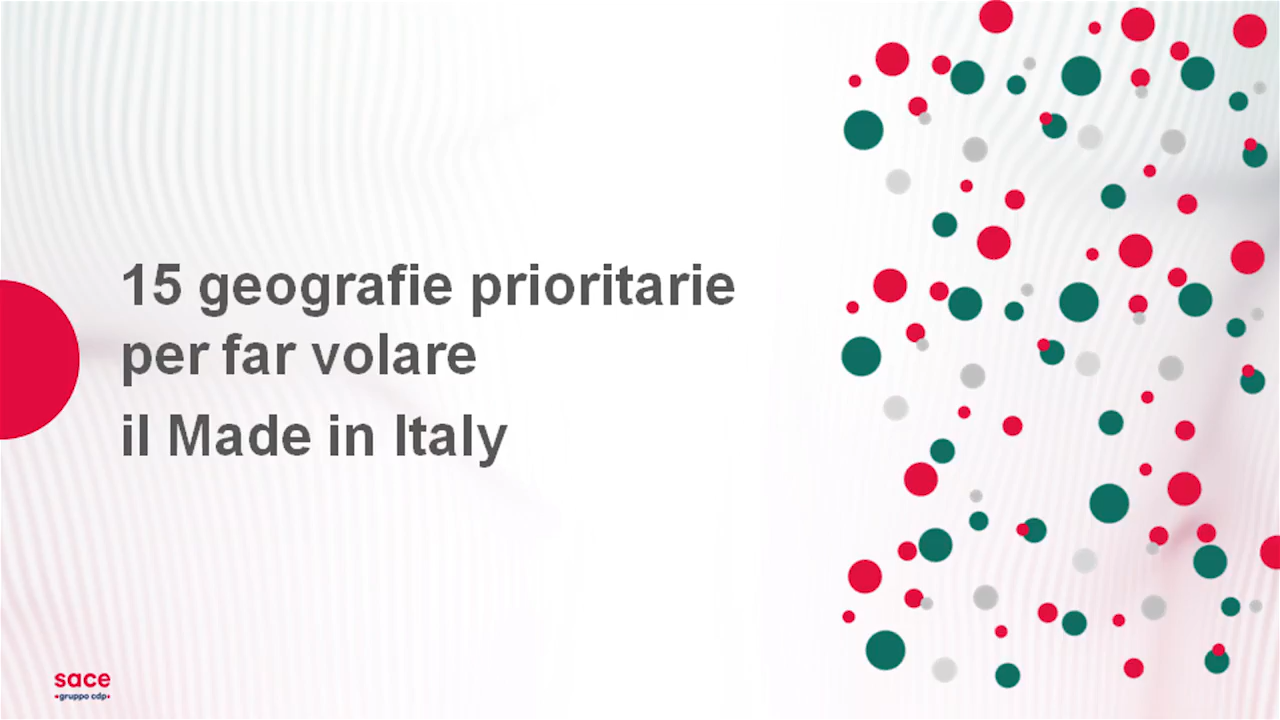 15 geografie prioritarie
per far volare
il Made in Italy
sace
gruppo cdp